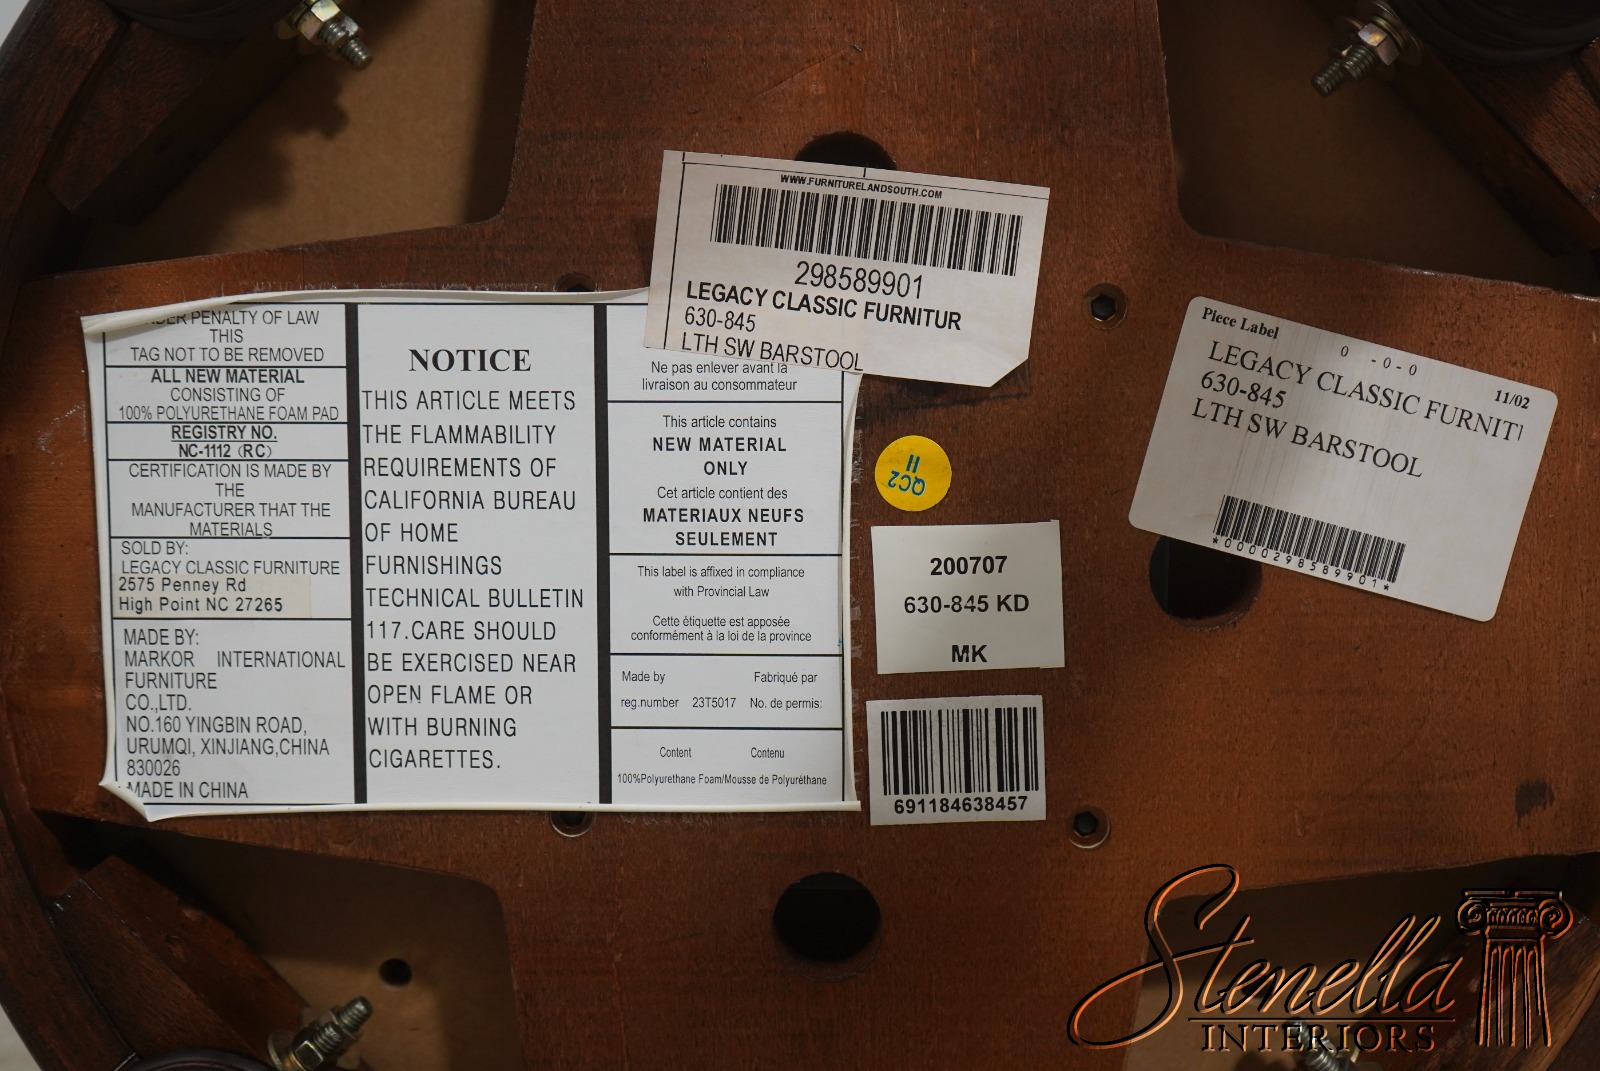 WWW.FURNITURELANDSOUTH.COM
298589901
LEGACY CLASSIC FURNITUR
630-845
LTH SW BARSTOOL
PENALTY OF LAW
THIS
TAG NOT TO BE REMOVED
ALL NEW MATERIAL
CONSISTING OF
100% POLYURETHANE FOAM PAD
REGISTRY NO.
NC-1112 (RC)
CERTIFICATION IS MADE BY
THE
MANUFACTURER THAT THE
MATERIALS
SOLD BY:
LEGACY CLASSIC FURNITURE
2575 Penney Rd
High Point NC 27265
MADE BY:
MARKOR INTERNATIONAL
FURNITURE
CO.,LTD.
NO.160 YINGBIN ROAD,
URUMQI, XINJIANG,CHINA
830026
MADE IN CHINA
NOTICE
THIS ARTICLE MEETS
THE FLAMMABILITY
REQUIREMENTS OF
CALIFORNIA BUREAU
OF HOME
FURNISHINGS
TECHNICAL BULLETIN
117.CARE SHOULD
BE EXERCISED NEAR
OPEN FLAME OR
WITH BURNING
CIGARETTES.
Ne pas enlever avant la
livraison au consommateur
This article contains
NEW MATERIAL
ONLY
Cet article contient des
MATERIAUX NEUFS
SEULEMENT
This label is affixed in compliance
with Provincial Law
Cette étiquette est apposée
conformément à la loi de la province
Made by Fabriqué par
reg.number 23T5017 No. de permis:
Content Contenu
100%Polyurethane Foam/Mousse de Polyuréthane
QC2
11
200707
630-845 KD
MK
691184638457
Piece Label
0 -0-0
11/02
LEGACY CLASSIC FURNIT
630-845
LTH SW BARSTOOL
*0000298589901*
Stenella
INTERIORS